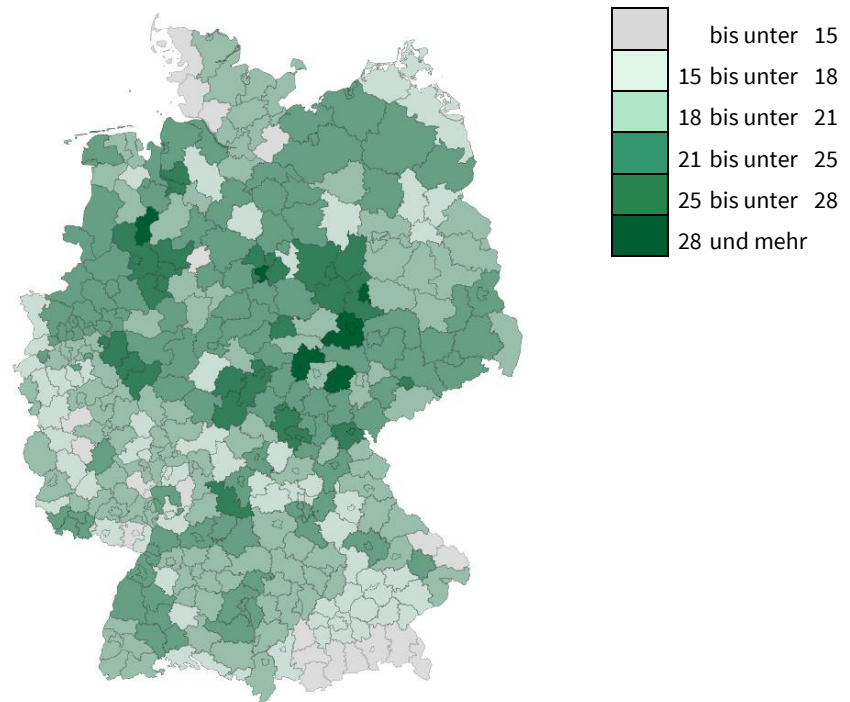 bis unter 15
15 bis unter 18
18 bis unter 21
21 bis unter 25
25 bis unter 28
28 und mehr